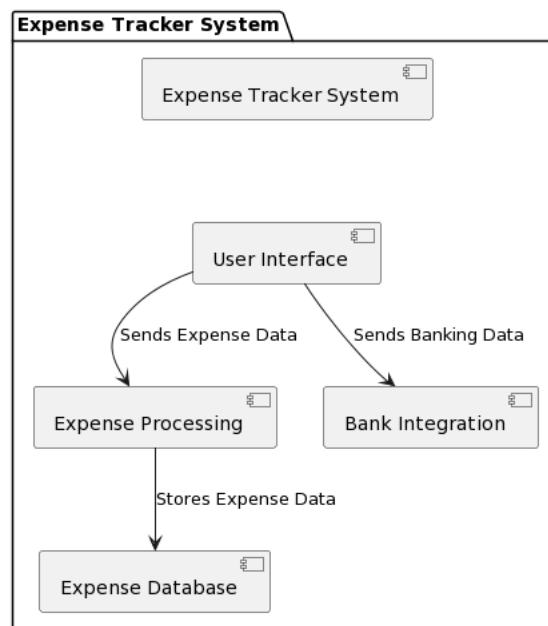 Expense Tracker System
Expense Tracker System
User Interface
Sends Expense Data
Sends Banking Data
Expense Processing
Bank Integration
Stores Expense Data
Expense Database